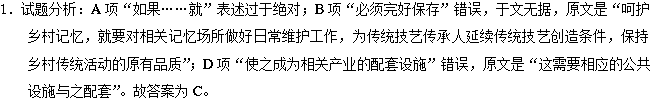 1. 试题分析：A 项“如果……就”表述过于绝对；B 项“必须完好保存”错误，于文无据，原文是“呵护
乡村记忆，就要对相关记忆场所做好日常维护工作，为传统技艺传承人延续传统技艺创造条件，保持
乡村传统活动的原有品质”；D 项“使之成为相关产业的配套设施”错误，原文是“这需要相应的公共
设施与之配套”。故答案为 C。